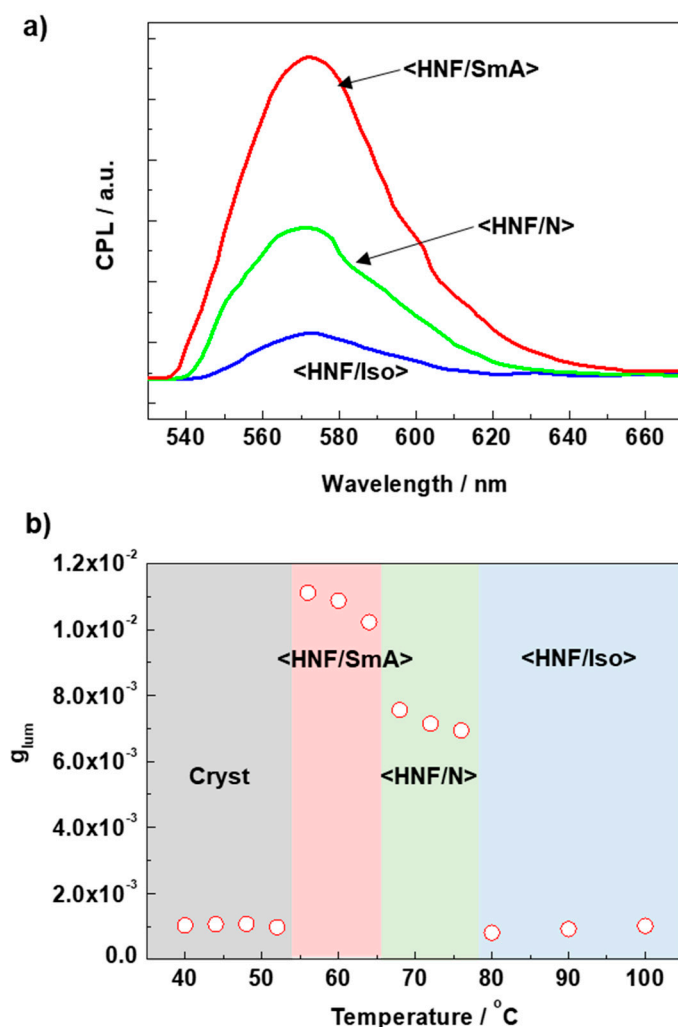 a)
CPL / a.u.
<HNF/SmA>
<HNF/N>
<HNF/Iso>
540 560 580 600 620 640 660
Wavelength / nm
b)
g_lum
1.2x10⁻²
1.0x10⁻²
8.0x10⁻³
6.0x10⁻³
4.0x10⁻³
2.0x10⁻³
0.0
<HNF/SmA>
<HNF/Iso>
Cryst
<HNF/N>
40 50 60 70 80 90 100
Temperature / °C